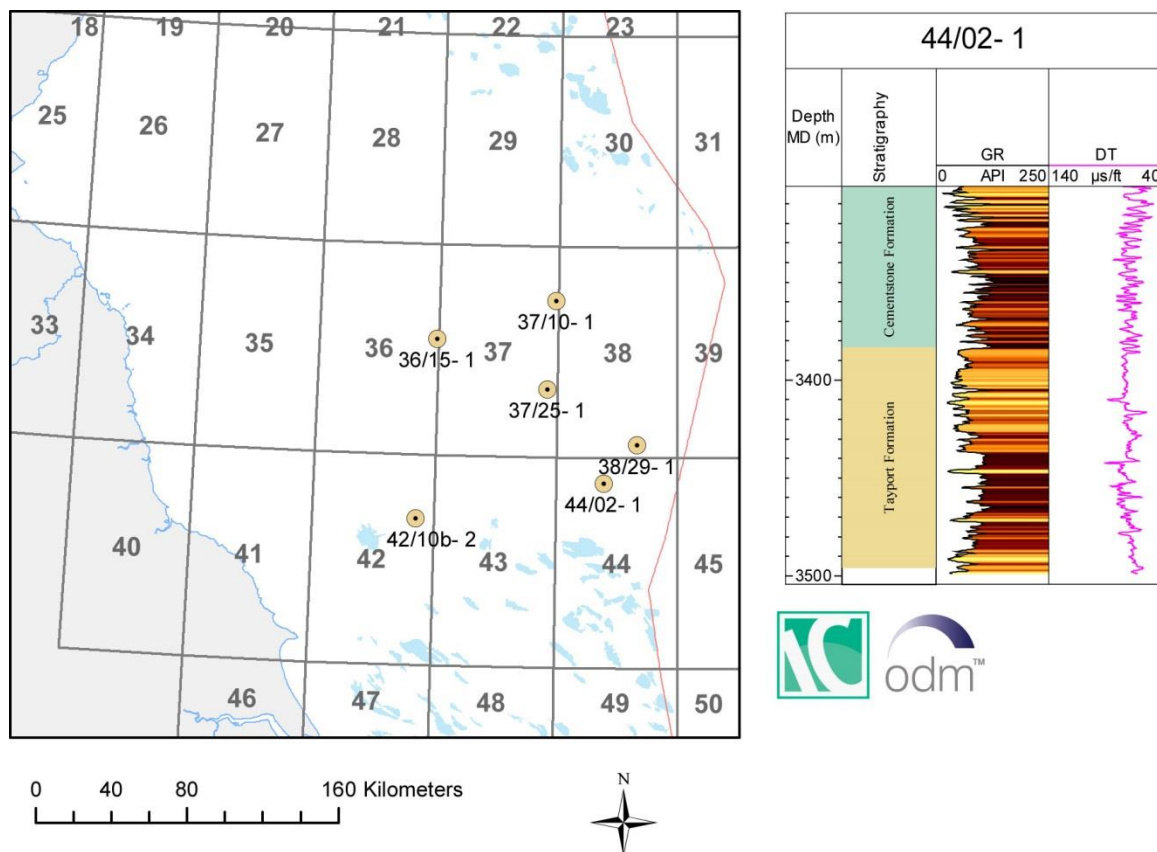 18 19 20 21 22 23
25 26 27 28 29 30 31
33 34 35 36 37 38 39
37/10- 1
36/15- 1
37/25- 1
38/29- 1
44/02- 1
42/10b- 2
40 41 42 43 44 45
46 47 48 49 50
0 40 80 160 Kilometers
N
44/02- 1
Depth
MD (m)
Stratigraphy
GR DT
0 API 250 140 µs/ft 40
Cementstone Formation
3400
Tayport Formation
3500
odm™